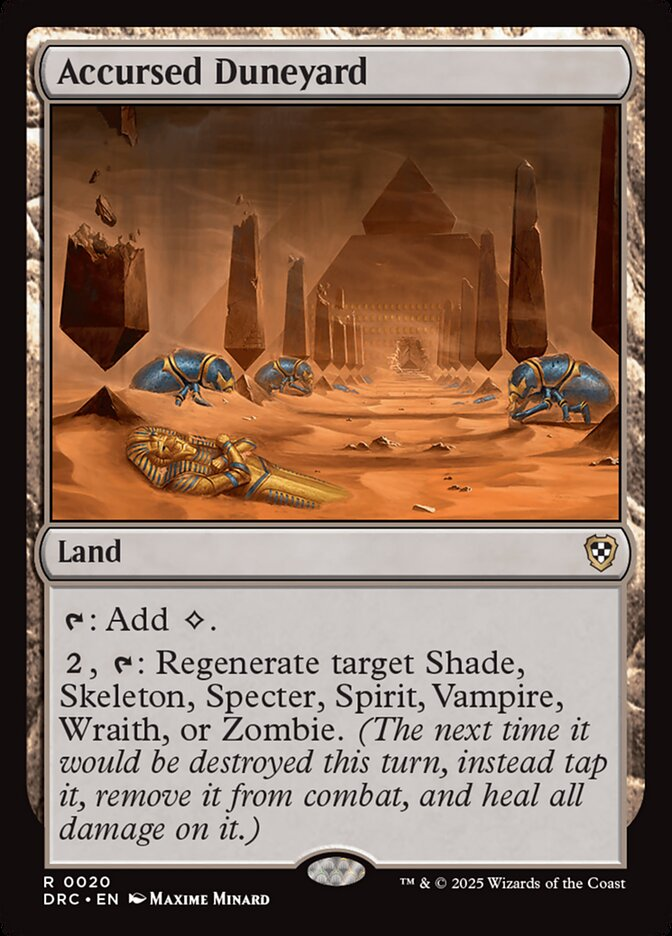 Accursed Duneyard
Land
: Add .
2, : Regenerate target Shade,
Skeleton, Specter, Spirit, Vampire,
Wraith, or Zombie. (The next time it
would be destroyed this turn, instead tap
it, remove it from combat, and heal all
damage on it.)
R 0020
DRC • EN Maxime Minard
™ & © 2025 Wizards of the Coast